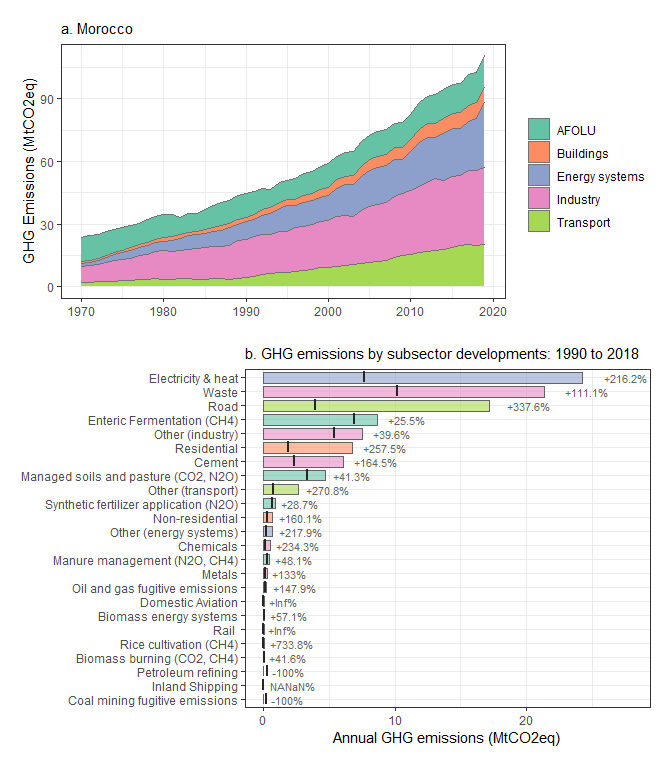 a. Morocco
GHG Emissions (MtCO2eq)
90
60
30
0
1970
1980
1990
2000
2010
2020
AFOLU
Buildings
Energy systems
Industry
Transport
b. GHG emissions by subsector developments: 1990 to 2018
Electricity & heat +216.2%
Waste +111.1%
Road +337.6%
Enteric Fermentation (CH4) +25.5%
Other (industry) +39.6%
Residential +257.5%
Cement +164.5%
Managed soils and pasture (CO2, N2O) +41.3%
Other (transport) +270.8%
Synthetic fertilizer application (N2O) +28.7%
Non-residential +160.1%
Other (energy systems) +217.9%
Chemicals +234.3%
Manure management (N2O, CH4) +48.1%
Metals +133%
Oil and gas fugitive emissions +147.9%
Domestic Aviation +Inf%
Biomass energy systems +57.1%
Rail +Inf%
Rice cultivation (CH4) +733.8%
Biomass burning (CO2, CH4) +41.6%
Petroleum refining -100%
Inland Shipping NANaN%
Coal mining fugitive emissions -100%
0
10
20
Annual GHG emissions (MtCO2eq)